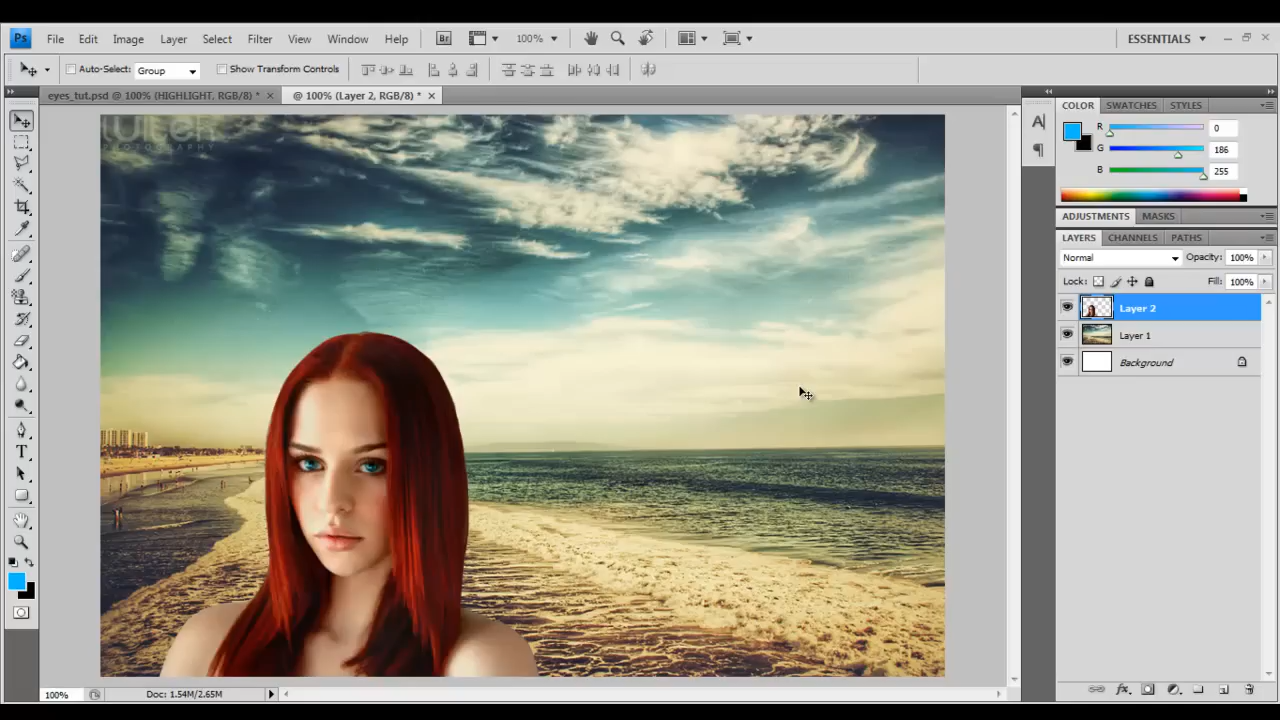 Ps File Edit Image Layer Select Filter View Window Help Br 100% ESSENTIALS
Auto-Select: Group Show Transform Controls
eyes_tut.psd @ 100% (HIGHLIGHT, RGB/8) * × @ 100% (Layer 2, RGB/8) * ×
COLOR SWATCHES STYLES
R 0
G 186
B 255
ADJUSTMENTS MASKS
LAYERS CHANNELS PATHS
Normal Opacity: 100%
Lock: Fill: 100%
Layer 2
Layer 1
Background
PHOTOGRAPHY
100% Doc: 1.54M/2.65M